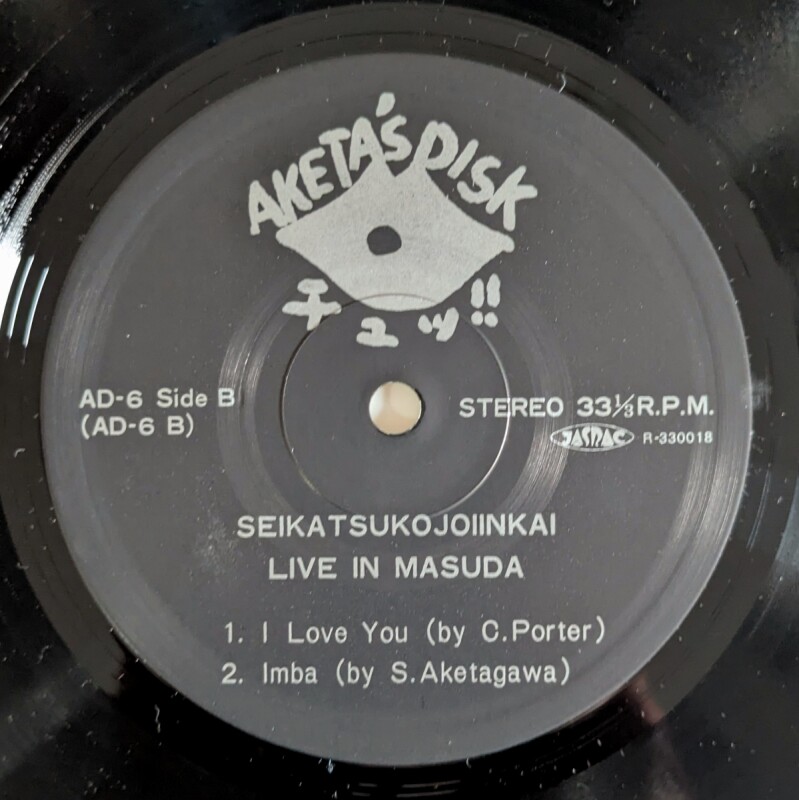 AKETA'S DISK
チュッ!!
AD-6 Side B
(AD-6 B)
STEREO 33⅓R.P.M.
JASRAC R-330018
SEIKATSUKOJOIINKAI
LIVE IN MASUDA
1. I Love You (by C.Porter)
2. Imba (by S.Aketagawa)